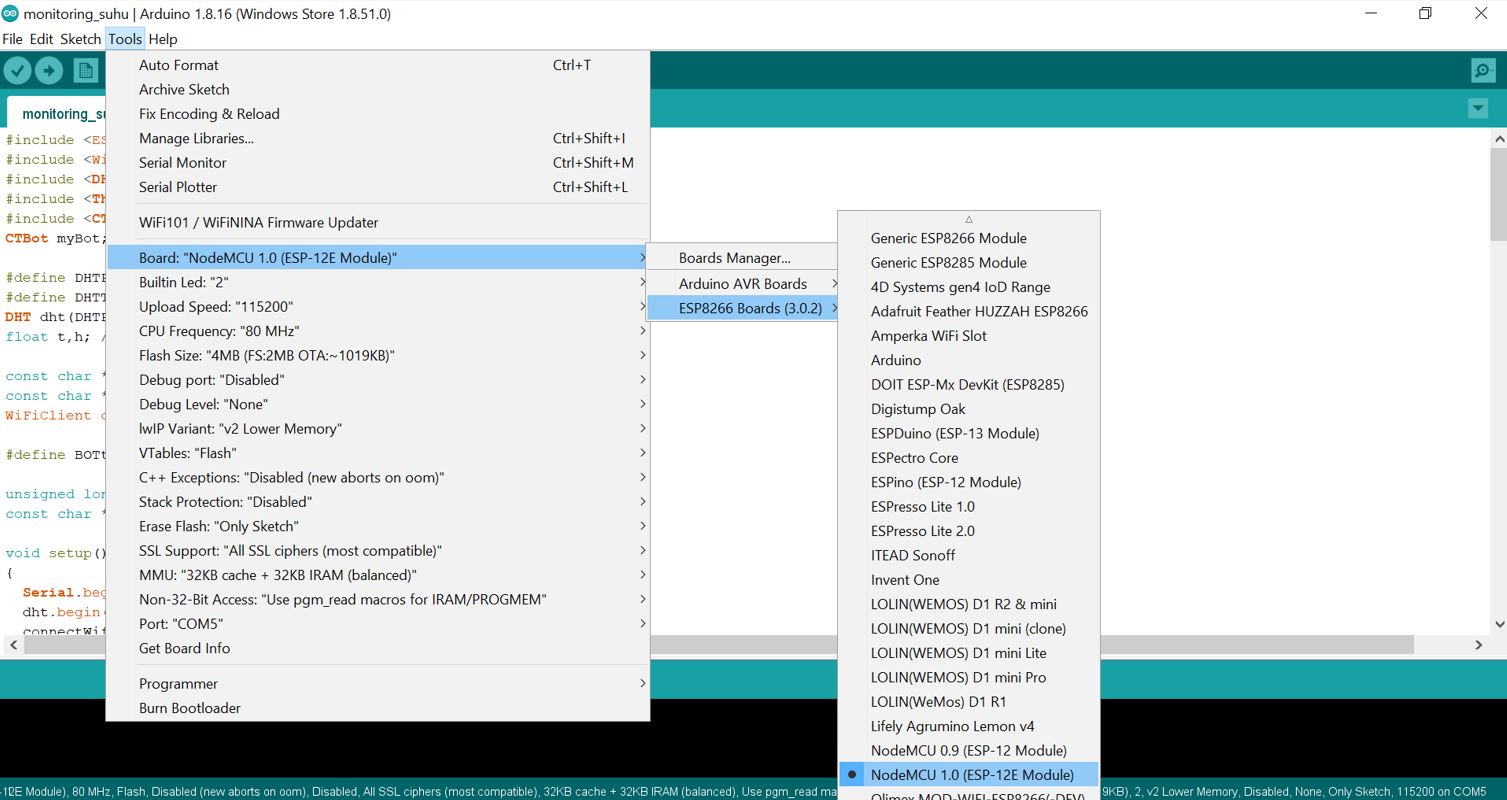 monitoring_suhu | Arduino 1.8.16 (Windows Store 1.8.51.0)
File Edit Sketch Tools Help
monitoring_su
#include <ES
#include <Wi
#include <DH
#include <Th
#include <CT
CTBot myBot;
#define DHTP
#define DHTT
DHT dht(DHTP
float t,h; /
const char *
const char *
WiFiClient c
#define BOTt
unsigned lon
const char *
void setup()
{
Serial.beg
dht.begin(
connectWif
Auto Format Ctrl+T
Archive Sketch
Fix Encoding & Reload
Manage Libraries... Ctrl+Shift+I
Serial Monitor Ctrl+Shift+M
Serial Plotter Ctrl+Shift+L
WiFi101 / WiFiNINA Firmware Updater
Board: "NodeMCU 1.0 (ESP-12E Module)"
Builtin Led: "2"
Upload Speed: "115200"
CPU Frequency: "80 MHz"
Flash Size: "4MB (FS:2MB OTA:~1019KB)"
Debug port: "Disabled"
Debug Level: "None"
lwIP Variant: "v2 Lower Memory"
VTables: "Flash"
C++ Exceptions: "Disabled (new aborts on oom)"
Stack Protection: "Disabled"
Erase Flash: "Only Sketch"
SSL Support: "All SSL ciphers (most compatible)"
MMU: "32KB cache + 32KB IRAM (balanced)"
Non-32-Bit Access: "Use pgm_read macros for IRAM/PROGMEM"
Port: "COM5"
Get Board Info
Programmer
Burn Bootloader
Boards Manager...
Arduino AVR Boards
ESP8266 Boards (3.0.2)
Generic ESP8266 Module
Generic ESP8285 Module
4D Systems gen4 IoD Range
Adafruit Feather HUZZAH ESP8266
Amperka WiFi Slot
Arduino
DOIT ESP-Mx DevKit (ESP8285)
Digistump Oak
ESPDuino (ESP-13 Module)
ESPectro Core
ESPino (ESP-12 Module)
ESPresso Lite 1.0
ESPresso Lite 2.0
ITEAD Sonoff
Invent One
LOLIN(WEMOS) D1 R2 & mini
LOLIN(WEMOS) D1 mini (clone)
LOLIN(WEMOS) D1 mini Lite
LOLIN(WEMOS) D1 mini Pro
LOLIN(WeMos) D1 R1
Lifely Agrumino Lemon v4
NodeMCU 0.9 (ESP-12 Module)
NodeMCU 1.0 (ESP-12E Module)
Olimex MOD-WIFI-ESP8266(-DEV)
-12E Module), 80 MHz, Flash, Disabled (new aborts on oom), Disabled, All SSL ciphers (most compatible), 32KB cache + 32KB IRAM (balanced), Use pgm_read ma 9KB), 2, v2 Lower Memory, Disabled, None, Only Sketch, 115200 on COM5